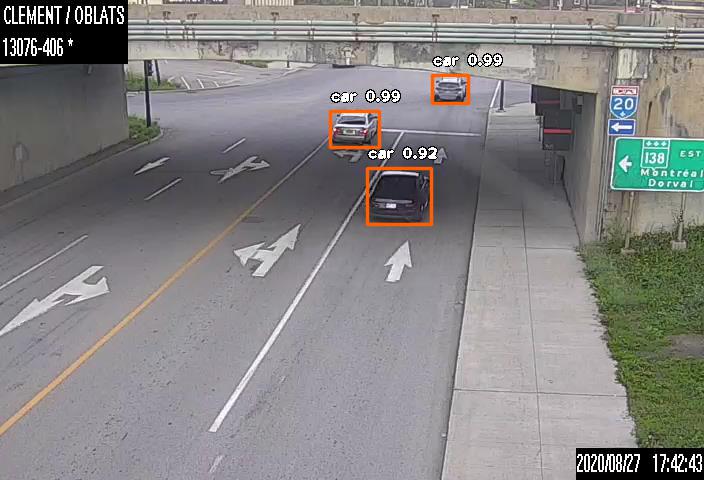 CLEMENT / OBLATS
13076-406 *
car 0.99
car 0.99
car 0.92
20
138 EST
Montréal
Dorval
2020/08/27 17:42:43